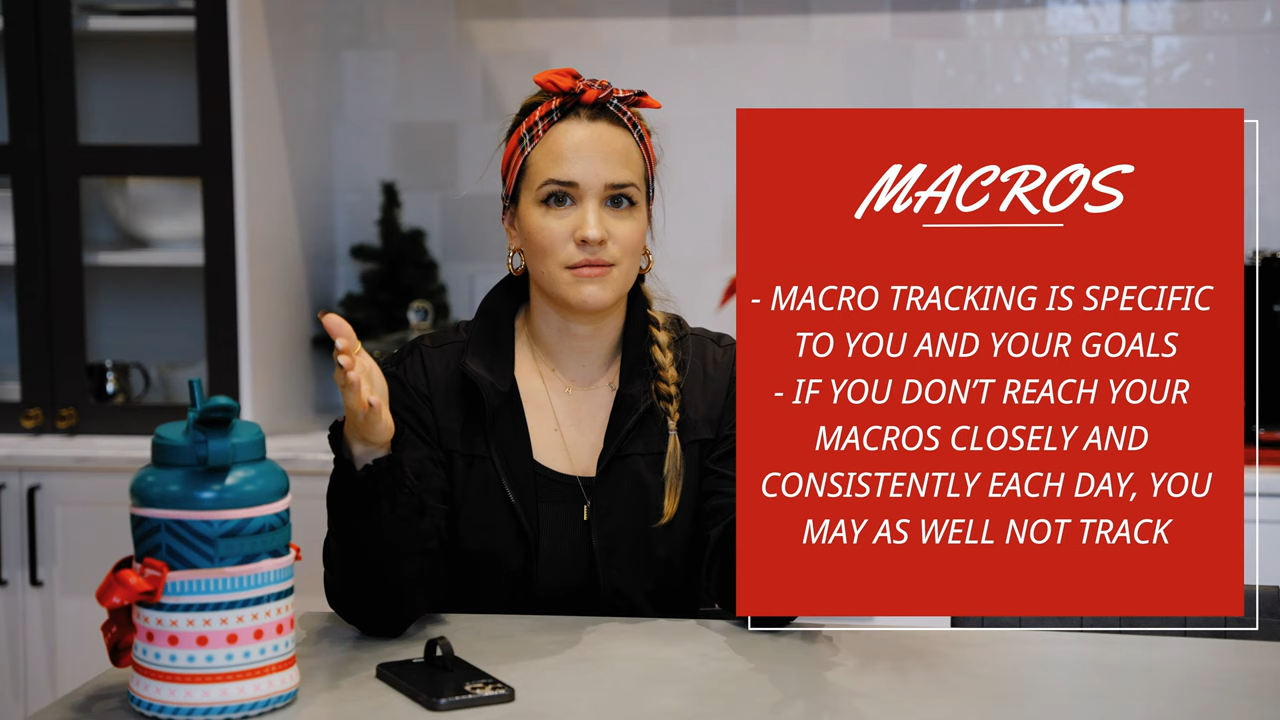 MACROS
- MACRO TRACKING IS SPECIFIC
TO YOU AND YOUR GOALS
- IF YOU DON’T REACH YOUR
MACROS CLOSELY AND
CONSISTENTLY EACH DAY, YOU
MAY AS WELL NOT TRACK